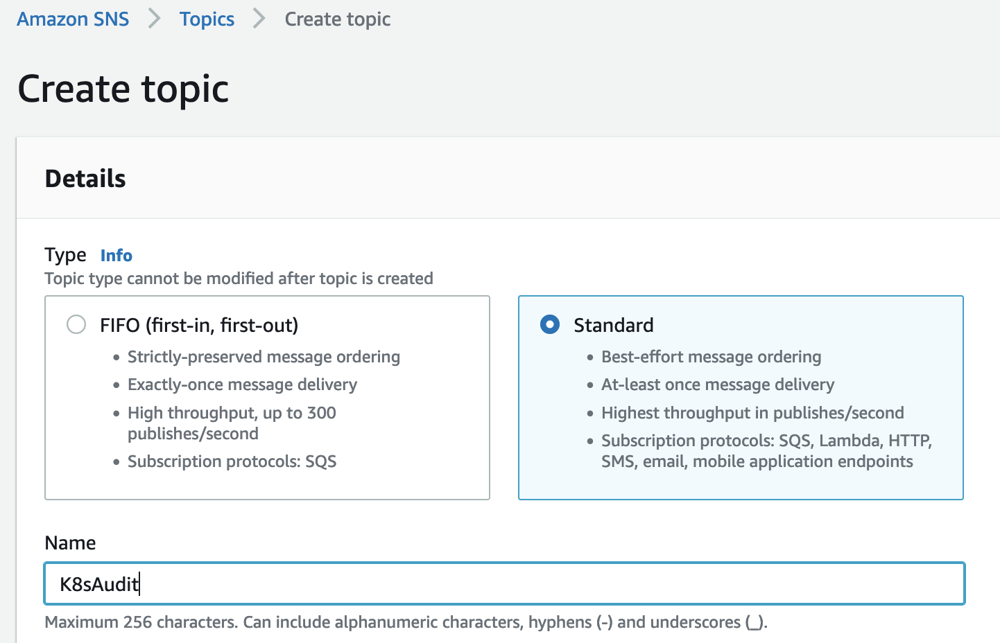 Amazon SNS > Topics > Create topic
Create topic
Details
Type Info
Topic type cannot be modified after topic is created
FIFO (first-in, first-out)
• Strictly-preserved message ordering
• Exactly-once message delivery
• High throughput, up to 300
publishes/second
• Subscription protocols: SQS
Standard
• Best-effort message ordering
• At-least once message delivery
• Highest throughput in publishes/second
• Subscription protocols: SQS, Lambda, HTTP,
SMS, email, mobile application endpoints
Name
K8sAudit
Maximum 256 characters. Can include alphanumeric characters, hyphens (-) and underscores (_).